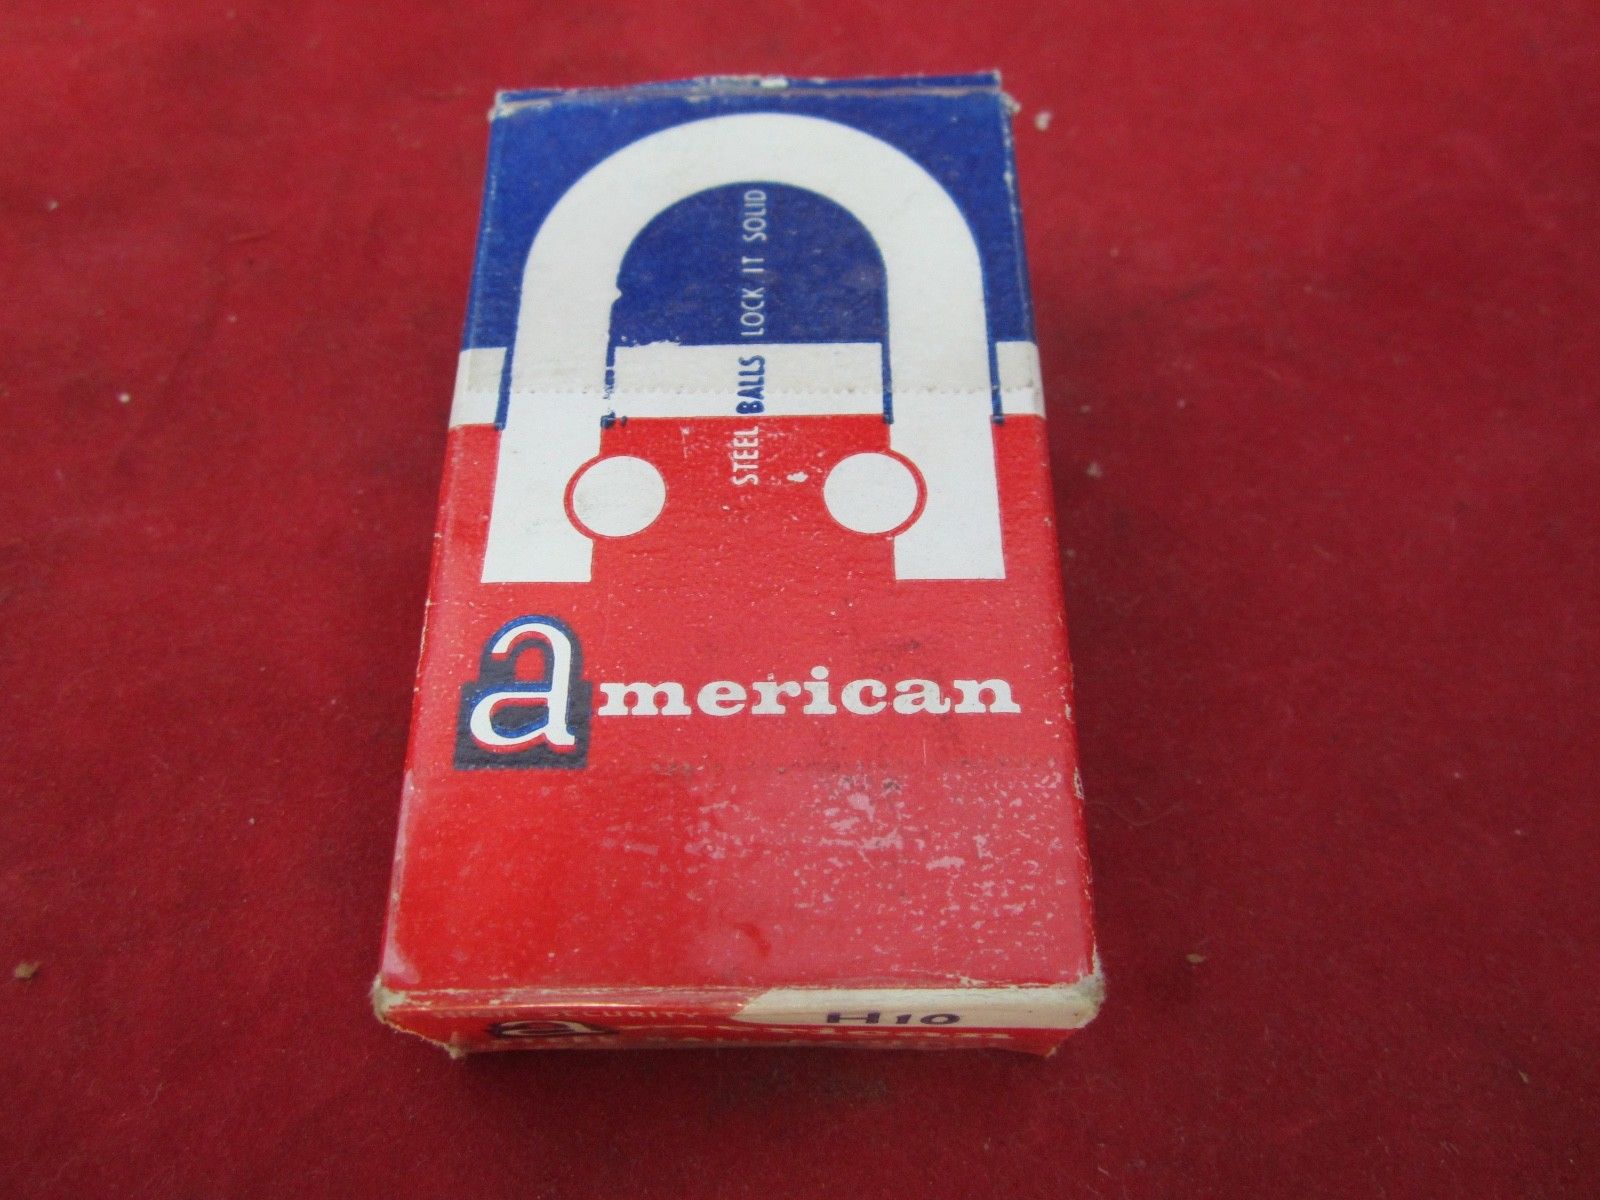 STEEL BALLS LOCK IT SOLID
american
H10